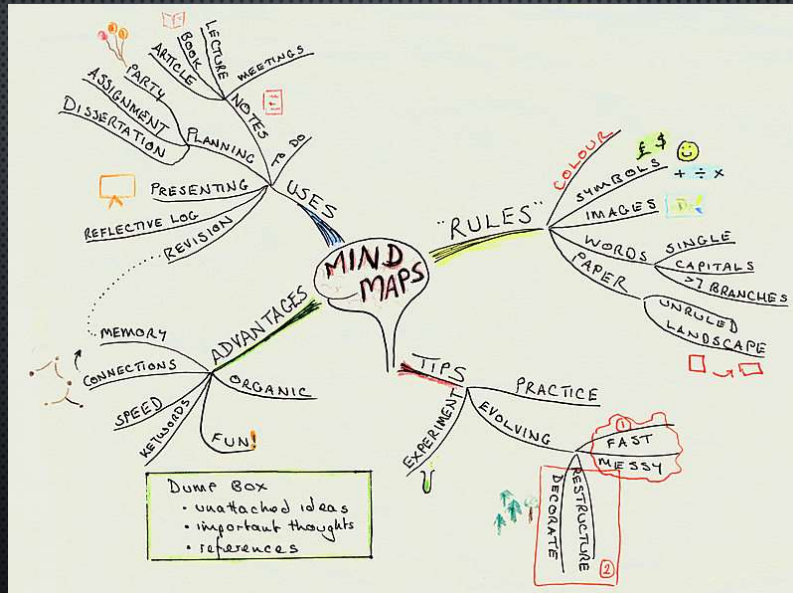 MIND
MAPS
USES
TO DO
NOTES
MEETINGS
LECTURE
BOOK
ARTICLE
PLANNING
PARTY
ASSIGNMENT
DISSERTATION
PRESENTING
REFLECTIVE LOG
REVISION
"RULES"
COLOUR
SYMBOLS
£ $
+ ÷ ×
IMAGES
WORDS
SINGLE
CAPITALS
>7 BRANCHES
PAPER
UNRULED
LANDSCAPE
TIPS
PRACTICE
EVOLVING
1
FAST
MESSY
RESTRUCTURE
DECORATE
2
EXPERIMENT
ADVANTAGES
MEMORY
CONNECTIONS
SPEED
KEYWORDS
FUN!
ORGANIC
Dump Box
• unattached ideas
• important thoughts
• references